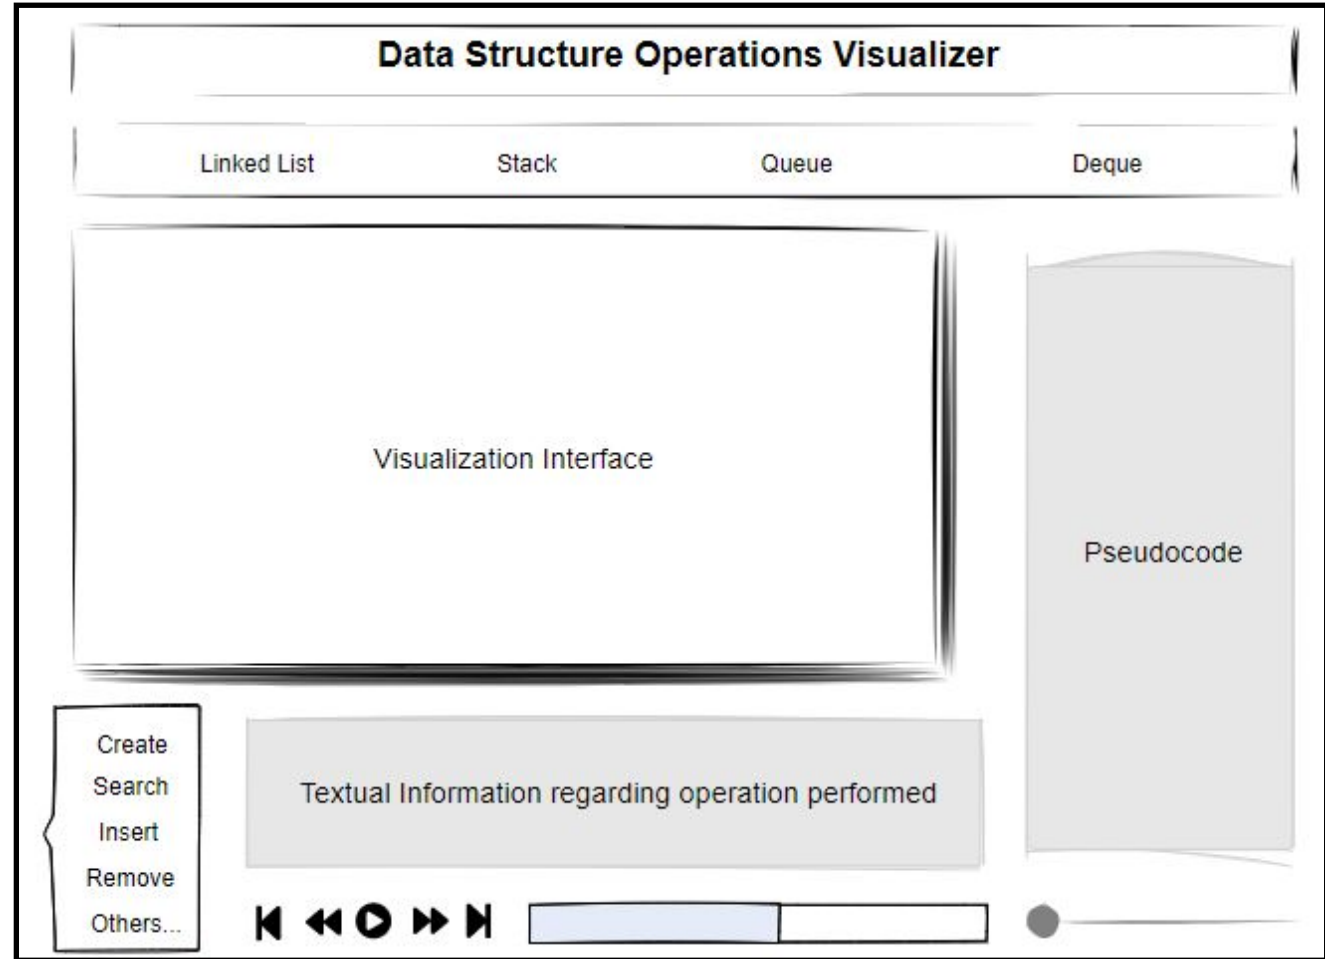 Data Structure Operations Visualizer
Linked List Stack Queue Deque
Visualization Interface
Pseudocode
Create
Search
Insert
Remove
Others...
Textual Information regarding operation performed